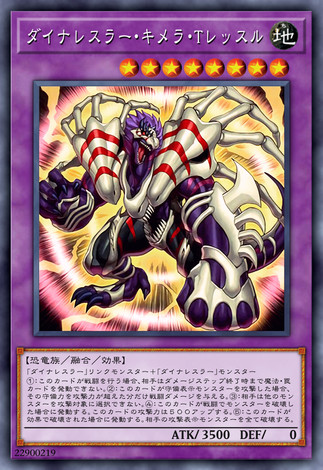 ダイナレスラー・キメラ・Tレッスル
地
【恐竜族／融合／効果】
「ダイナレスラー」リンクモンスター＋「ダイナレスラー」モンスター
①：このカードが戦闘を行う場合、相手はダメージステップ終了時まで魔法・罠
カードを発動できない。②：このカードが守備表示モンスターを攻撃した場合、
その守備力を攻撃力が超えた分だけ戦闘ダメージを与える。③：相手は他のモン
スターを攻撃対象に選択できない。④：このカードが戦闘でモンスターを破壊し
た場合に発動する。このカードの攻撃力は５００アップする。⑤：このカードが
効果で破壊された場合に発動する。相手の攻撃表示モンスターを全て破壊する。
ATK/ 3500 DEF/ 0
22900219